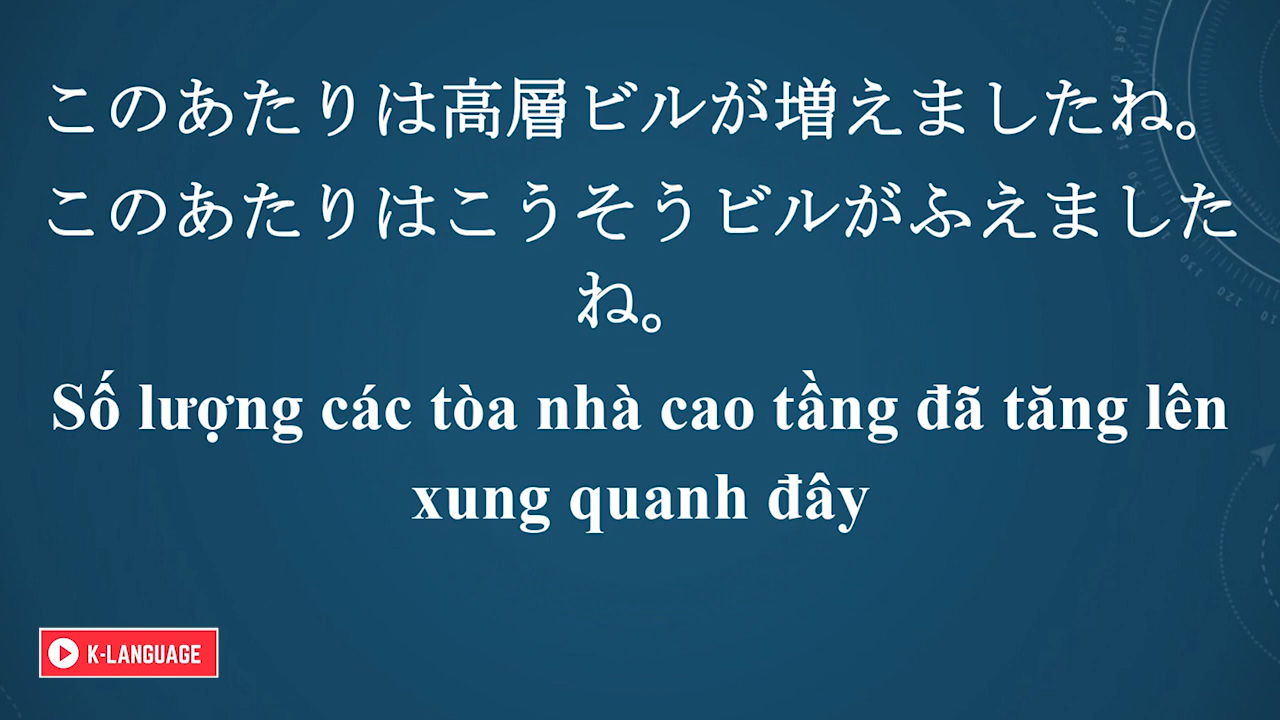 このあたりは高層ビルが増えましたね。
このあたりはこうそうビルがふえました
ね。
Số lượng các tòa nhà cao tầng đã tăng lên
xung quanh đây
K-LANGUAGE